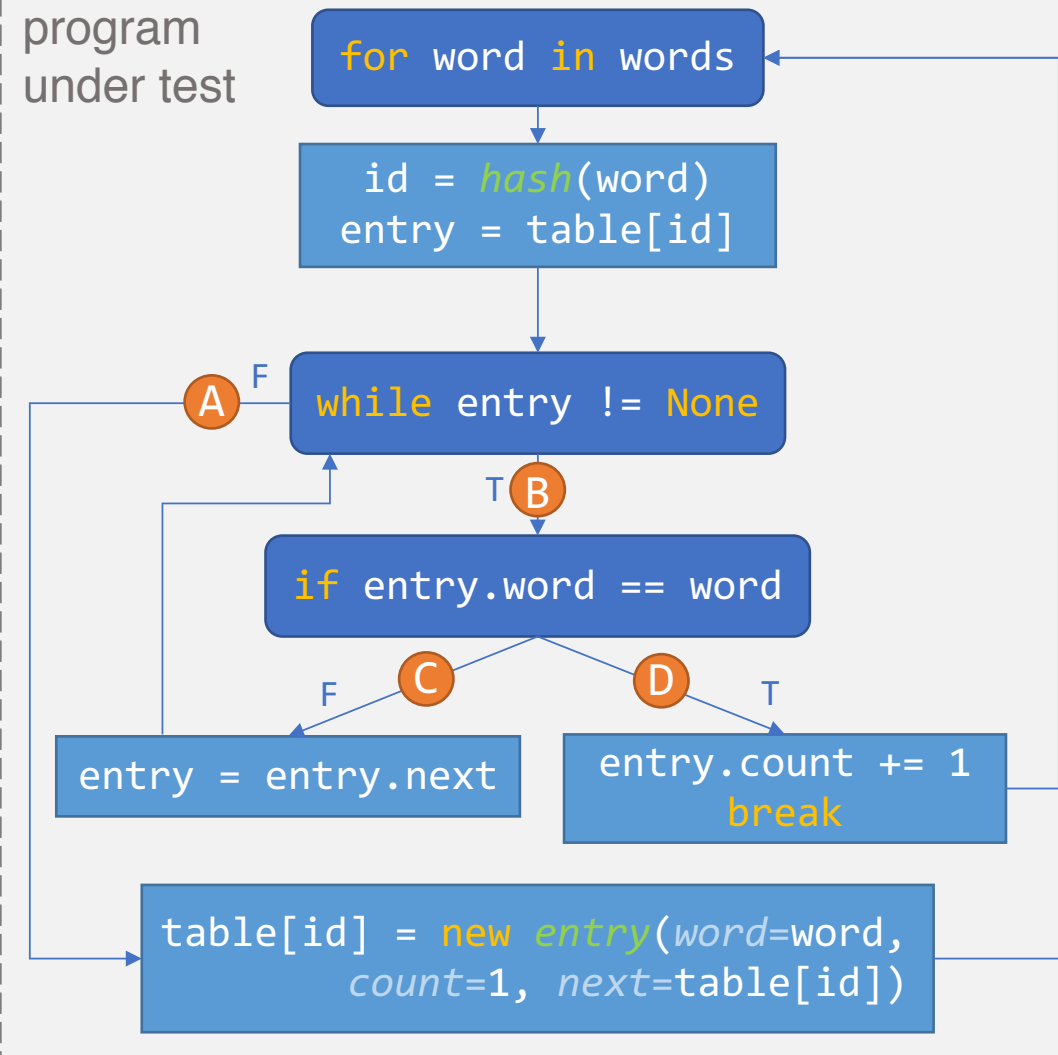 program
under test
for word in words
id = hash(word)
entry = table[id]
F
A
while entry != None
T
B
if entry.word == word
C
D
F
T
entry = entry.next
entry.count += 1
break
table[id] = new entry(word=word,
count=1, next=table[id])